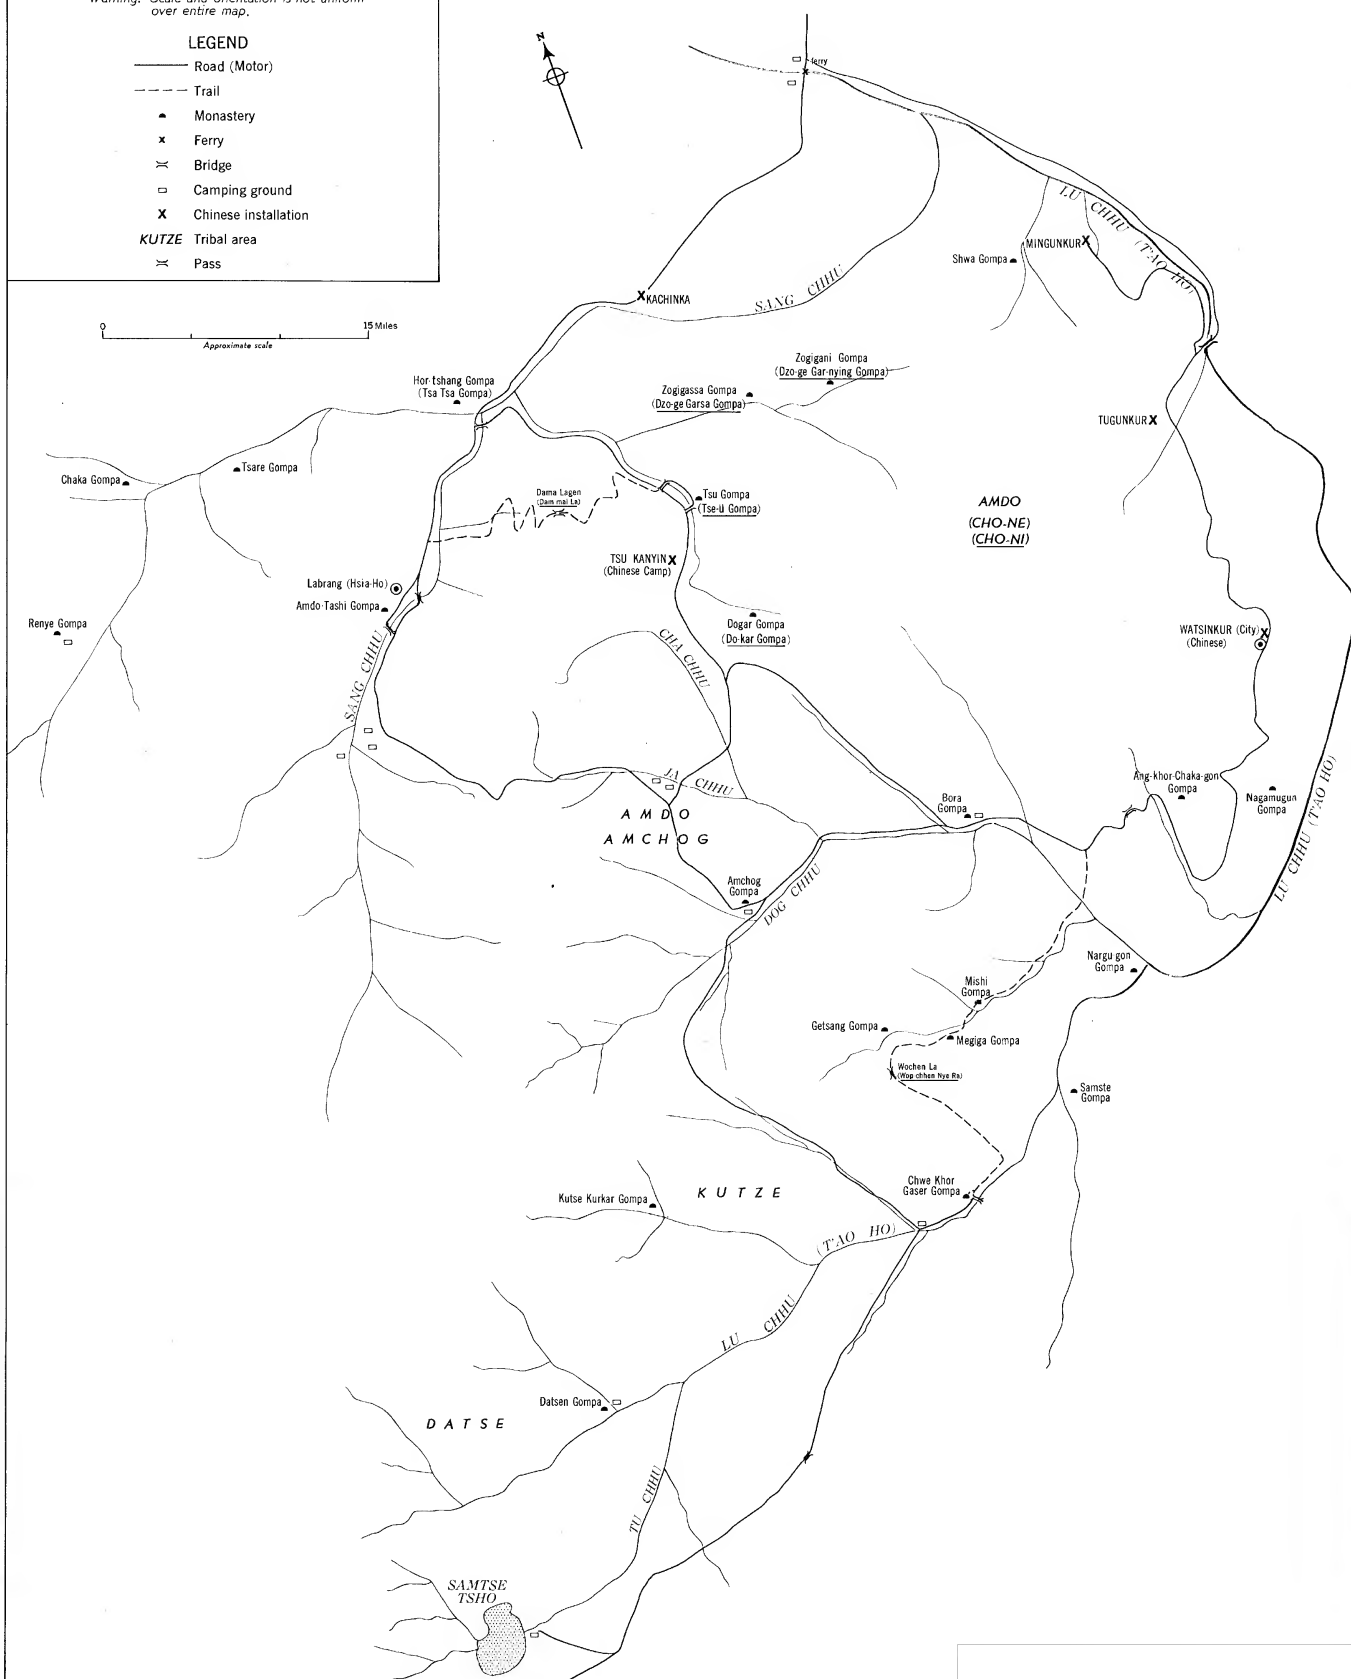 Warning: Scale and orientation is not uniform
over entire map.
LEGEND
Road (Motor)
Trail
Monastery
x Ferry
Bridge
Camping ground
X Chinese installation
KUTZE Tribal area
Pass
N
0 15 Miles
Approximate scale
ferry
LU CHHU (T'AO HO)
MINGUNKUR
Shwa Gompa
KACHINKA
SANG CHHU
Zogigani Gompa
(Dzo-ge Gar-nying Gompa)
Hor-tshang Gompa
(Tsa Tsa Gompa)
Zogigassa Gompa
(Dzo-ge Garsa Gompa)
TUGUNKUR
Tsare Gompa
Chaka Gompa
Dama Lagen
(Dam mai La)
Tsu Gompa
(Tse-ü Gompa)
AMDO
(CHO-NE)
(CHO-NI)
TSU KANYIN
(Chinese Camp)
Labrang (Hsia-Ho)
Amdo-Tashi Gompa
Renye Gompa
Dogar Gompa
(Do-kar Gompa)
WATSINKUR (City)
(Chinese)
CHA CHHU
SANG CHHU
JA CHHU
Ang-khor-Chaka-gon
Gompa
Nagamugun
Gompa
LU CHHU (T'AO HO)
Bora
Gompa
AMDO
AMCHOG
Amchog
Gompa
DOG CHHU
Nargu gon
Gompa
Mishi
Gompa
Getsang Gompa
Megiga Gompa
Wochen La
(Wop-chhen Nye Ra)
Samste
Gompa
Chwe Khor
Gaser Gompa
KUTZE
Kutse Kurkar Gompa
(T'AO HO)
LU CHHU
Datsen Gompa
DATSE
TU CHHU
SAMTSE
TSHO